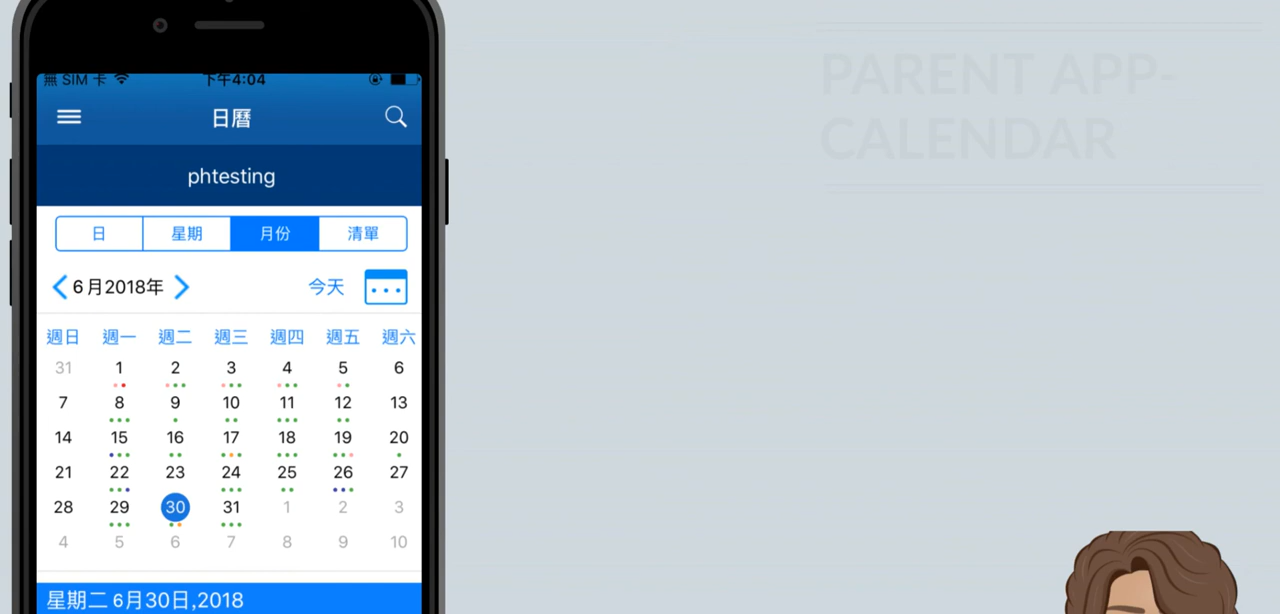 無 SIM 卡 下午4:04
日曆
phtesting
日 星期 月份 清單
6月2018年 今天
週日 週一 週二 週三 週四 週五 週六
31 1 2 3 4 5 6
7 8 9 10 11 12 13
14 15 16 17 18 19 20
21 22 23 24 25 26 27
28 29 30 31 1 2 3
4 5 6 7 8 9 10
星期二 6月30日,2018
PARENT APP-
CALENDAR